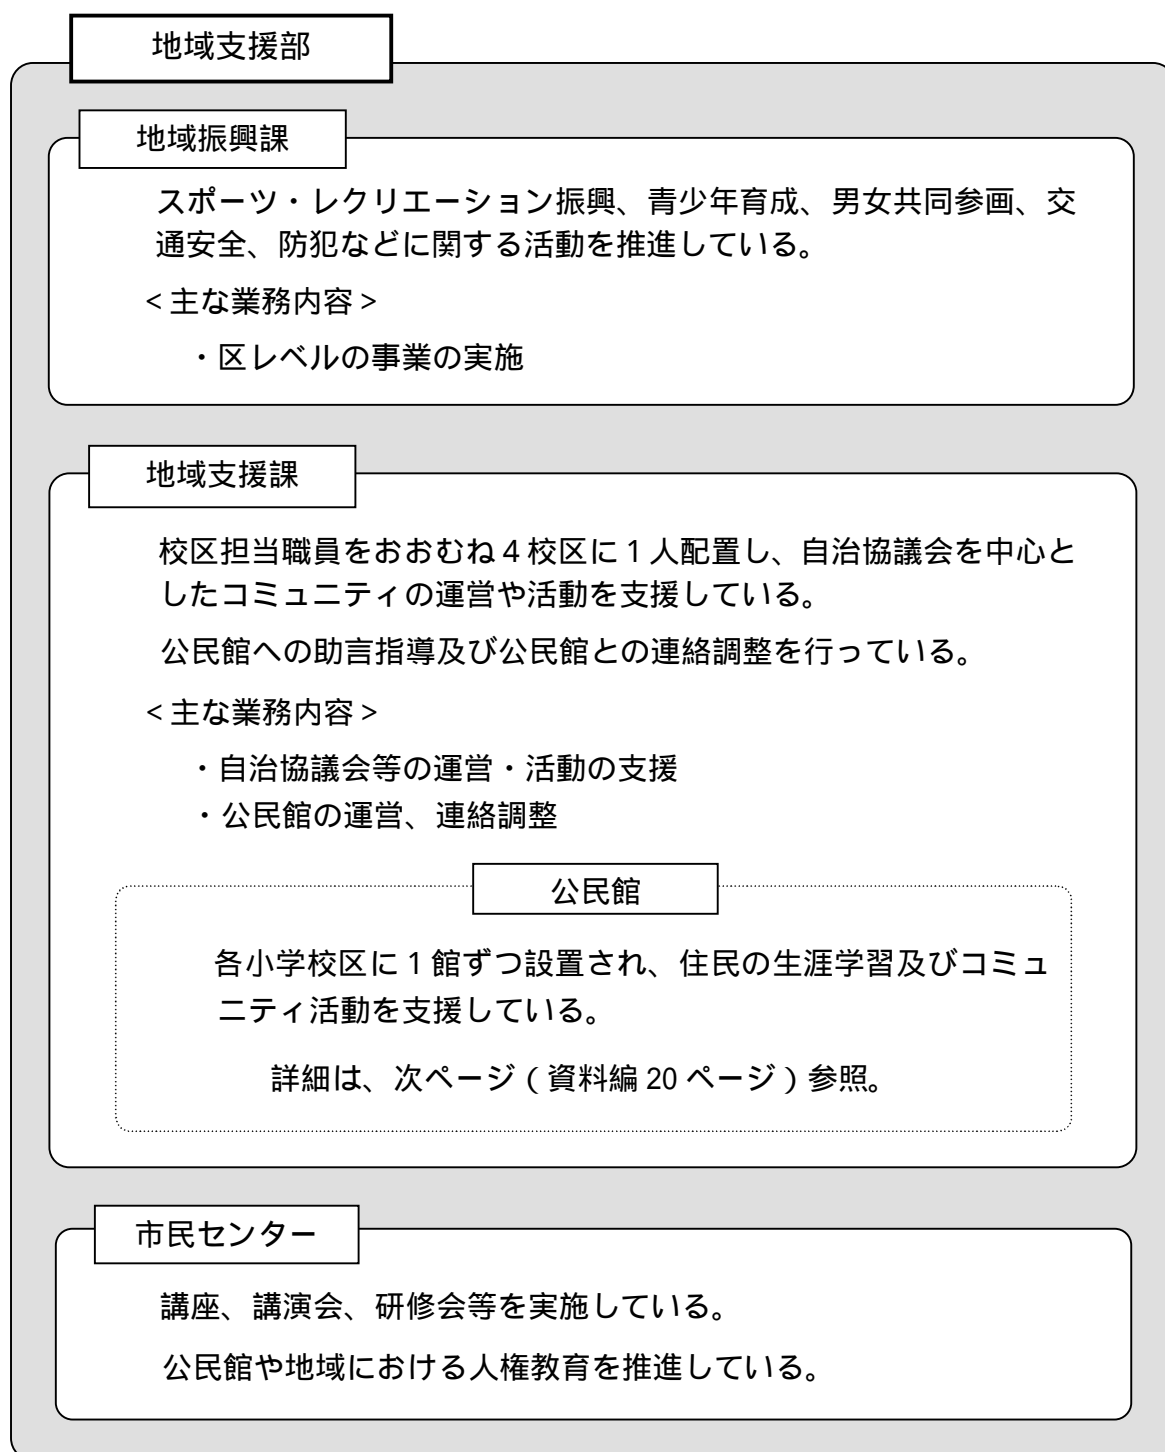 地域支援部
地域振興課
スポーツ・レクリエーション振興、青少年育成、男女共同参画、交
通安全、防犯などに関する活動を推進している。
＜主な業務内容＞
・区レベルの事業の実施
地域支援課
校区担当職員をおおむね４校区に１人配置し、自治協議会を中心と
したコミュニティの運営や活動を支援している。
公民館への助言指導及び公民館との連絡調整を行っている。
＜主な業務内容＞
・自治協議会等の運営・活動の支援
・公民館の運営、連絡調整
公民館
各小学校区に１館ずつ設置され、住民の生涯学習及びコミュ
ニティ活動を支援している。
詳細は、次ページ（資料編 20 ページ）参照。
市民センター
講座、講演会、研修会等を実施している。
公民館や地域における人権教育を推進している。